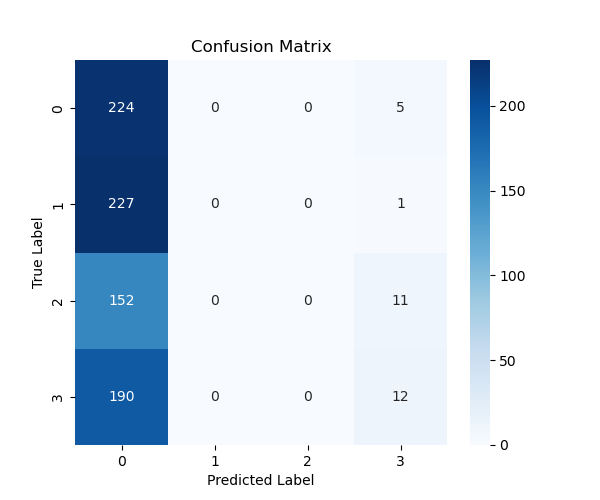 Confusion Matrix
0 224 0 0 5
1 227 0 0 1
2 152 0 0 11
3 190 0 0 12
0 1 2 3
Predicted Label
True Label
200
150
100
50
0